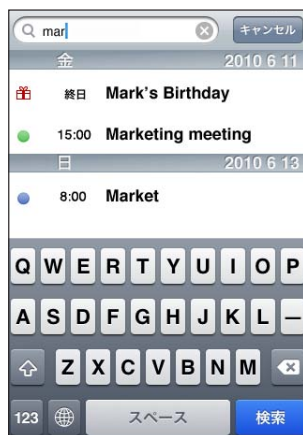 mar キャンセル
金 2010 6 11
終日 Mark's Birthday
15:00 Marketing meeting
日 2010 6 13
8:00 Market
Q W E R T Y U I O P
A S D F G H J K L ー
Z X C V B N M
123 スペース 検索